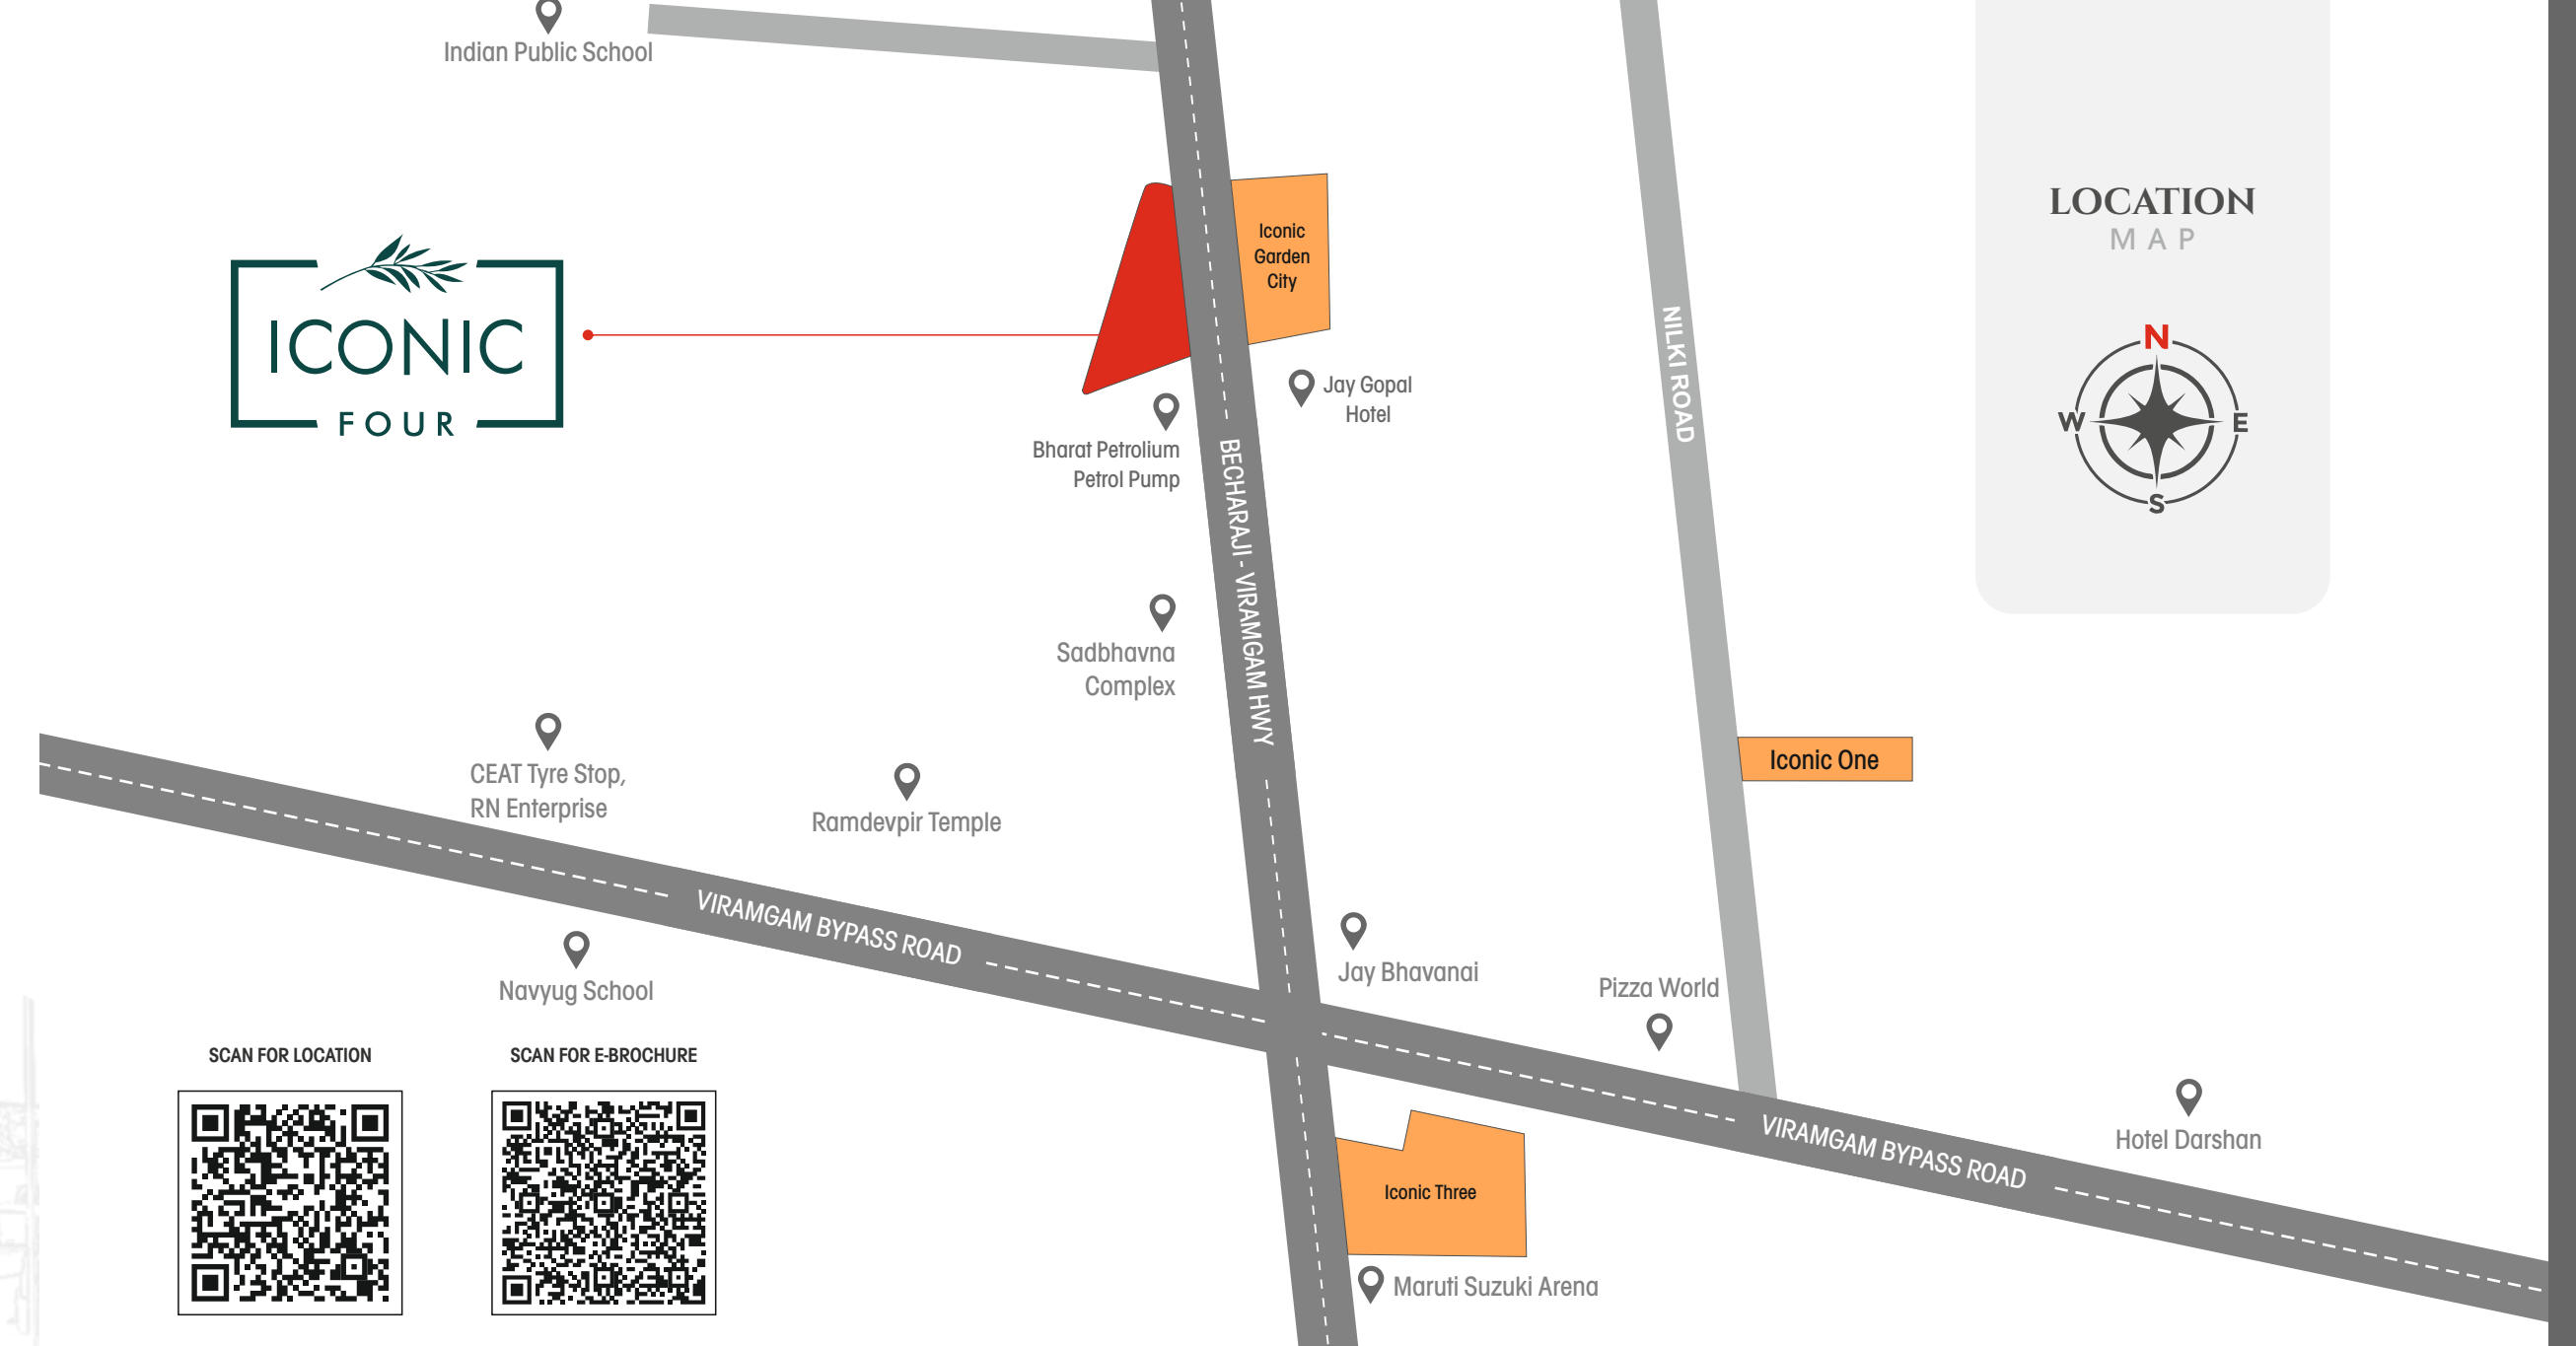 Indian Public School
LOCATION
MAP
N
W
E
S
ICONIC
FOUR
Iconic
Garden
City
Jay Gopal
Hotel
NILKI ROAD
Bharat Petrolium
Petrol Pump
BECHARAJI - VIRAMGAM HWY
Sadbhavna
Complex
CEAT Tyre Stop,
RN Enterprise
Ramdevpir Temple
Iconic One
VIRAMGAM BYPASS ROAD
Navyug School
Jay Bhavanai
Pizza World
SCAN FOR LOCATION
SCAN FOR E-BROCHURE
VIRAMGAM BYPASS ROAD
Hotel Darshan
Iconic Three
Maruti Suzuki Arena